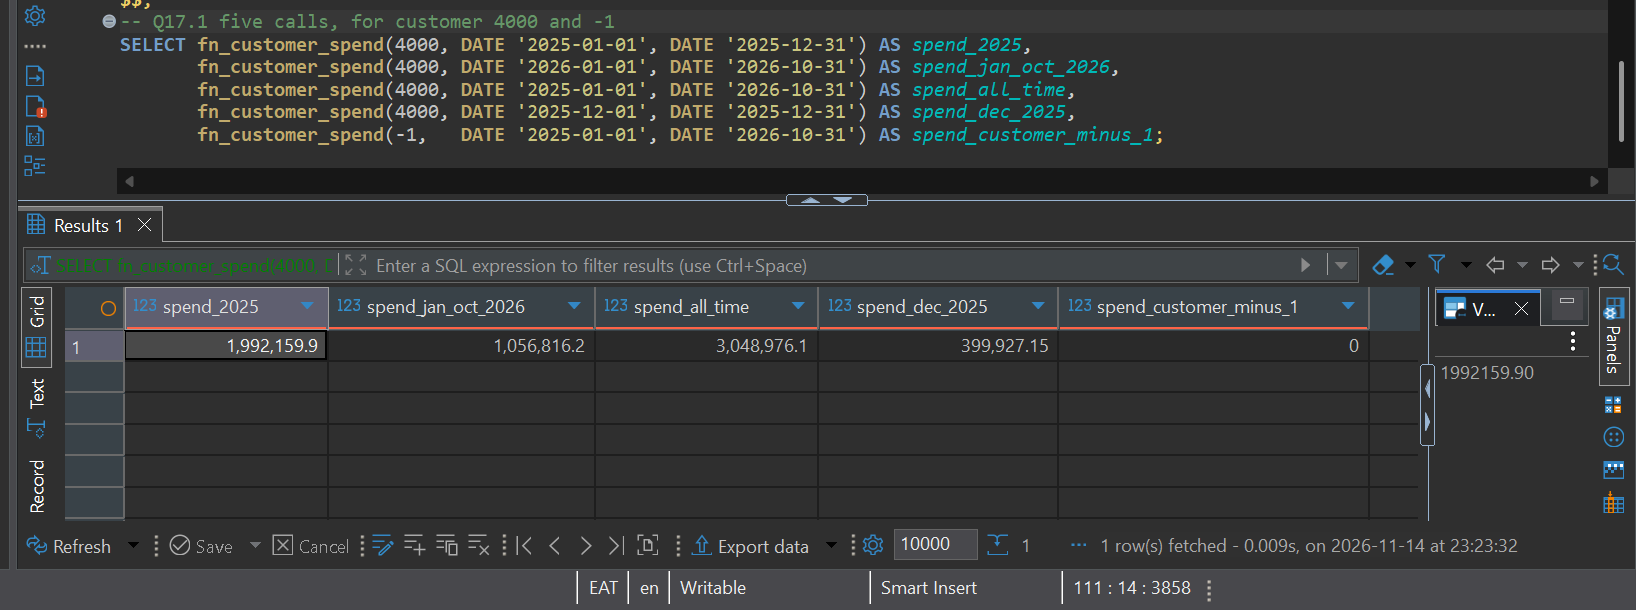 $$;
-- Q17.1 five calls, for customer 4000 and -1
SELECT fn_customer_spend(4000, DATE '2025-01-01', DATE '2025-12-31') AS spend_2025,
fn_customer_spend(4000, DATE '2026-01-01', DATE '2026-10-31') AS spend_jan_oct_2026,
fn_customer_spend(4000, DATE '2025-01-01', DATE '2026-10-31') AS spend_all_time,
fn_customer_spend(4000, DATE '2025-12-01', DATE '2025-12-31') AS spend_dec_2025,
fn_customer_spend(-1,   DATE '2025-01-01', DATE '2026-10-31') AS spend_customer_minus_1;
Results 1
SELECT fn_customer_spend(4000, Enter a SQL expression to filter results (use Ctrl+Space)
Grid
Text
Record
123 spend_2025 123 spend_jan_oct_2026 123 spend_all_time 123 spend_dec_2025 123 spend_customer_minus_1
1 1,992,159.9 1,056,816.2 3,048,976.1 399,927.15 0
V...
1992159.90
Panels
Refresh Save Cancel Export data 10000 1 ... 1 row(s) fetched - 0.009s, on 2026-11-14 at 23:23:32
EAT en Writable Smart Insert 111 : 14 : 3858